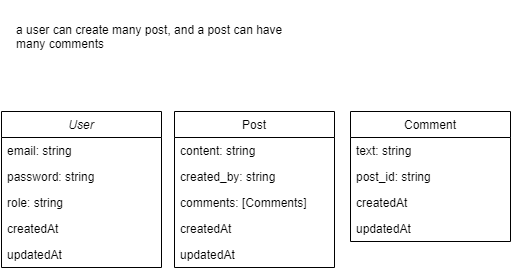 a user can create many post, and a post can have
many comments
User
email: string
password: string
role: string
createdAt
updatedAt
Post
content: string
created_by: string
comments: [Comments]
createdAt
updatedAt
Comment
text: string
post_id: string
createdAt
updatedAt